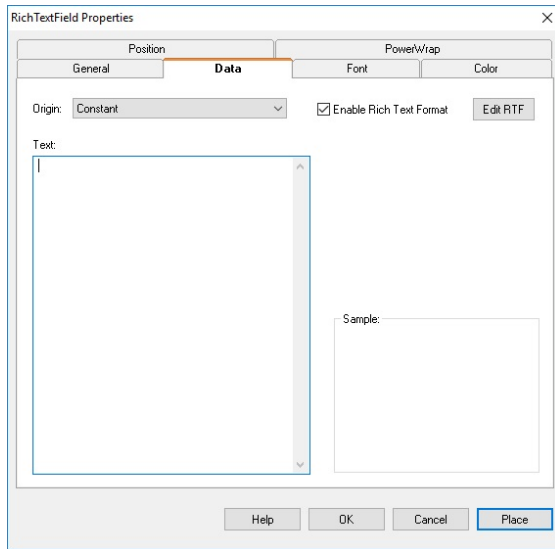 RichTextField Properties
Position PowerWrap
General Data Font Color
Origin: Constant Enable Rich Text Format Edit RTF
Text:
Sample:
Help OK Cancel Place